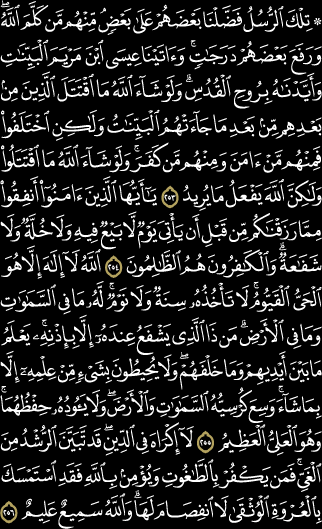 ۞ تِلْكَ ٱلرُّسُلُ فَضَّلْنَا بَعْضَهُمْ عَلَىٰ بَعْضٍۘ مِّنْهُم مَّن كَلَّمَ ٱللَّهُۖ
وَرَفَعَ بَعْضَهُمْ دَرَجَٰتٍۚ وَءَاتَيْنَا عِيسَى ٱبْنَ مَرْيَمَ ٱلْبَيِّنَٰتِ
وَأَيَّدْنَٰهُ بِرُوحِ ٱلْقُدُسِۗ وَلَوْ شَآءَ ٱللَّهُ مَا ٱقْتَتَلَ ٱلَّذِينَ مِنۢ
بَعْدِهِم مِّنۢ بَعْدِ مَا جَآءَتْهُمُ ٱلْبَيِّنَٰتُ وَلَٰكِنِ ٱخْتَلَفُوا۟
فَمِنْهُم مَّنْ ءَامَنَ وَمِنْهُم مَّن كَفَرَۚ وَلَوْ شَآءَ ٱللَّهُ مَا ٱقْتَتَلُوا۟
وَلَٰكِنَّ ٱللَّهَ يَفْعَلُ مَا يُرِيدُ ٢٥٣ يَٰٓأَيُّهَا ٱلَّذِينَ ءَامَنُوٓا۟ أَنفِقُوا۟
مِمَّا رَزَقْنَٰكُم مِّن قَبْلِ أَن يَأْتِىَ يَوْمٌ لَّا بَيْعٌ فِيهِ وَلَا خُلَّةٌ وَلَا
شَفَٰعَةٌۗ وَٱلْكَٰفِرُونَ هُمُ ٱلظَّٰلِمُونَ ٢٥٤ ٱللَّهُ لَآ إِلَٰهَ إِلَّا هُوَ
ٱلْحَىُّ ٱلْقَيُّومُۚ لَا تَأْخُذُهُۥ سِنَةٌ وَلَا نَوْمٌۚ لَّهُۥ مَا فِى ٱلسَّمَٰوَٰتِ
وَمَا فِى ٱلْأَرْضِۗ مَن ذَا ٱلَّذِى يَشْفَعُ عِندَهُۥٓ إِلَّا بِإِذْنِهِۦۚ يَعْلَمُ
مَا بَيْنَ أَيْدِيهِمْ وَمَا خَلْفَهُمْۖ وَلَا يُحِيطُونَ بِشَىْءٍ مِّنْ عِلْمِهِۦٓ إِلَّا
بِمَا شَآءَۚ وَسِعَ كُرْسِيُّهُ ٱلسَّمَٰوَٰتِ وَٱلْأَرْضَۖ وَلَا يَـُٔودُهُۥ حِفْظُهُمَاۚ
وَهُوَ ٱلْعَلِىُّ ٱلْعَظِيمُ ٢٥٥ لَآ إِكْرَاهَ فِى ٱلدِّينِۖ قَد تَّبَيَّنَ ٱلرُّشْدُ مِنَ
ٱلْغَىِّۚ فَمَن يَكْفُرْ بِٱلطَّٰغُوتِ وَيُؤْمِنۢ بِٱللَّهِ فَقَدِ ٱسْتَمْسَكَ
بِٱلْعُرْوَةِ ٱلْوُثْقَىٰ لَا ٱنفِصَامَ لَهَاۗ وَٱللَّهُ سَمِيعٌ عَلِيمٌ ٢٥٦